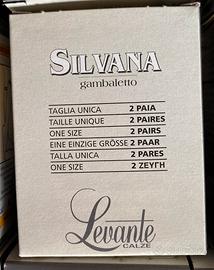 SILVANA
gambaletto
TAGLIA UNICA 2 PAIA
TAILLE UNIQUE 2 PAIRES
ONE SIZE 2 PAIRS
EINE EINZIGE GRÖSSE 2 PAAR
TALLA UNICA 2 PARES
ONE SIZE 2 ΖΕΥΓΗ
Levante
CALZE